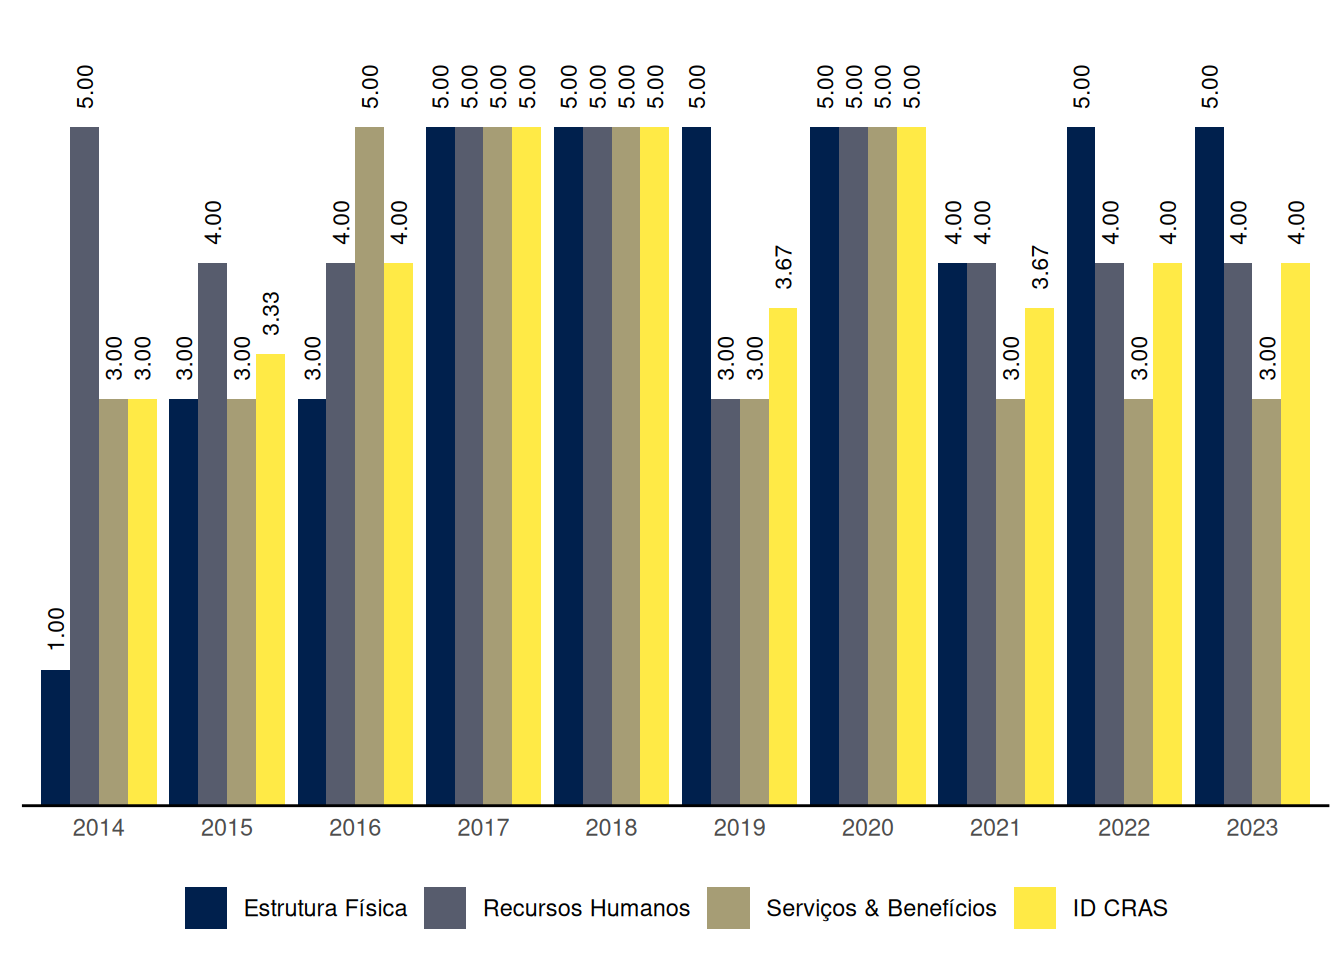 5.00 5.00 5.00 5.00 5.00 5.00 5.00 5.00 5.00 5.00 5.00 5.00 5.00 5.00 5.00 5.00 5.00
4.00 4.00 4.00 4.00 4.00 4.00 4.00 4.00 4.00
3.67 3.67
3.33
3.00 3.00 3.00 3.00 3.00 3.00 3.00 3.00 3.00 3.00
1.00
2014 2015 2016 2017 2018 2019 2020 2021 2022 2023
Estrutura Física Recursos Humanos Serviços & Benefícios ID CRAS